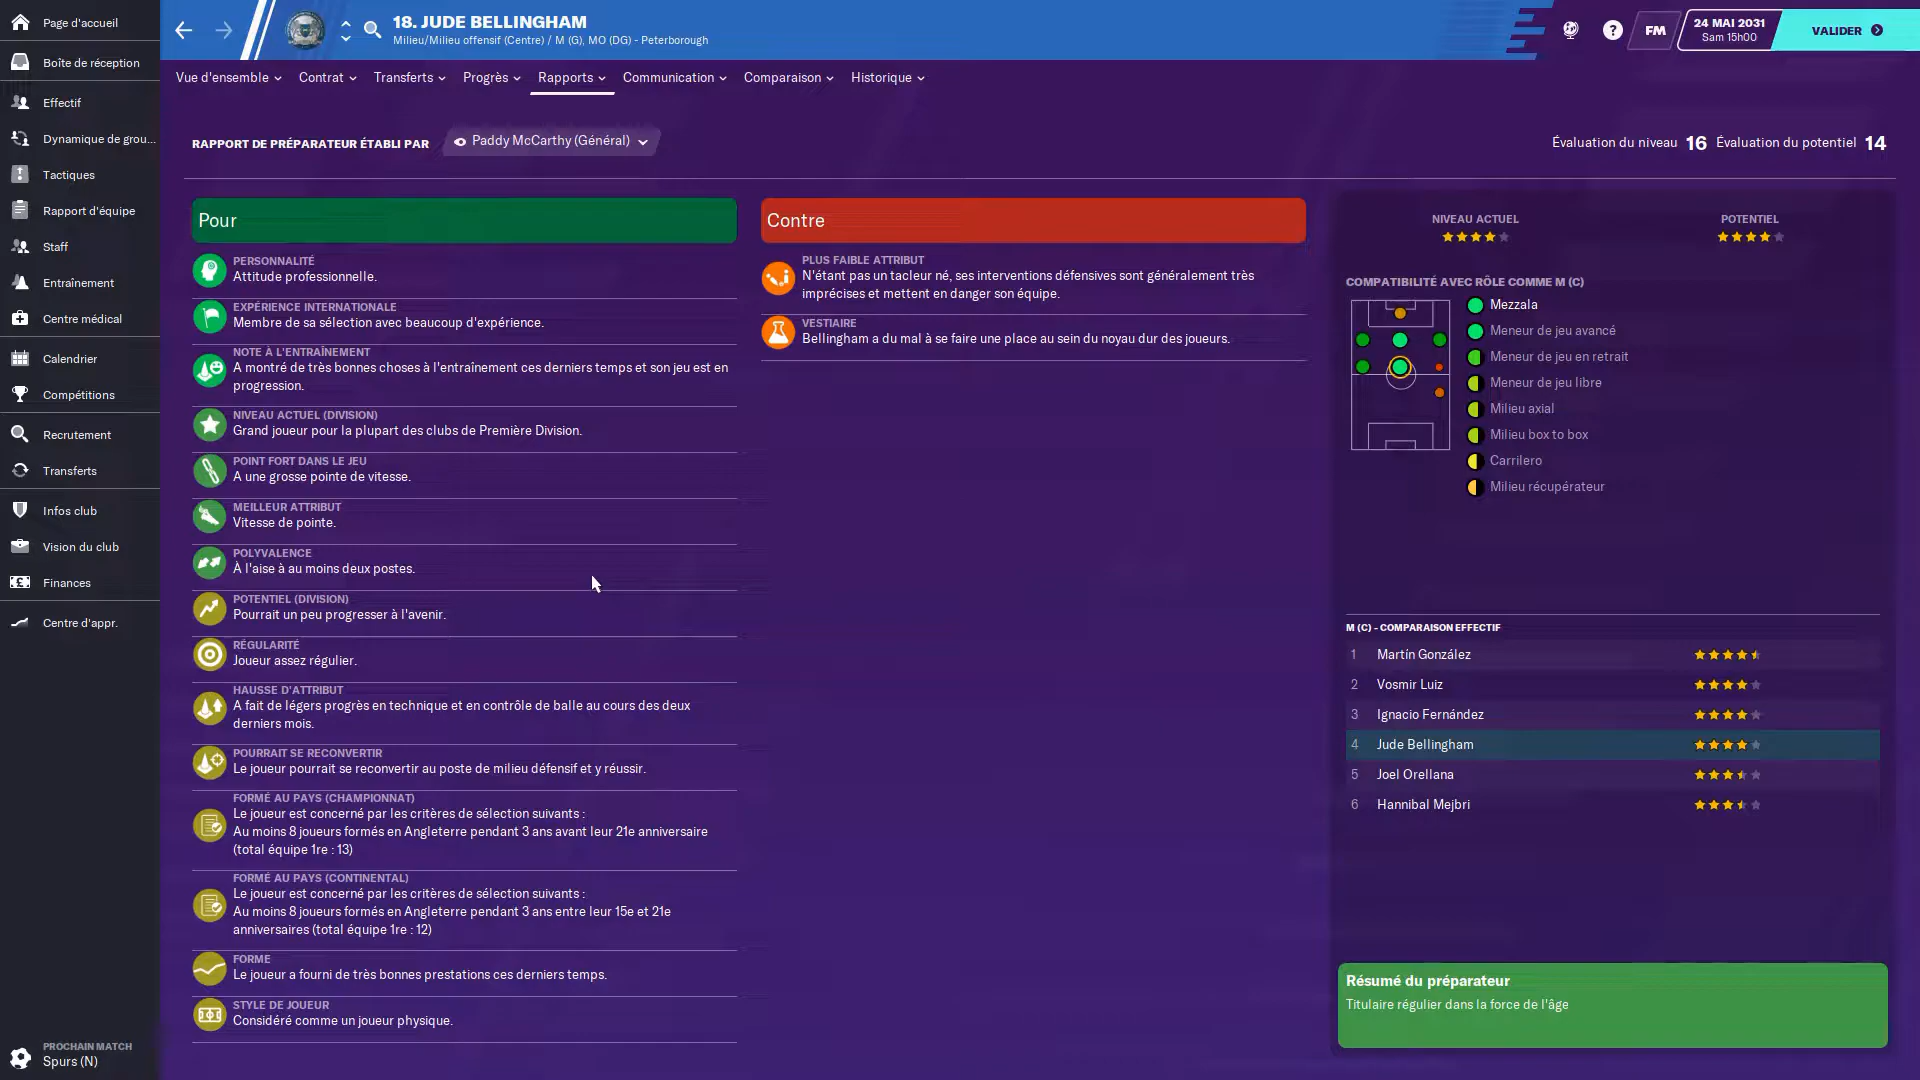 Page d'accueil
Boîte de réception
Effectif
Dynamique de grou...
Tactiques
Rapport d'équipe
Staff
Entraînement
Centre médical
Calendrier
Compétitions
Recrutement
Transferts
Infos club
Vision du club
Finances
Centre d'appr.
PROCHAIN MATCH
Spurs (N)
18. JUDE BELLINGHAM
Milieu/Milieu offensif (Centre) / M (G), MO (DG) - Peterborough
?
FM
24 MAI 2031
Sam 15h00
VALIDER
Vue d'ensemble
Contrat
Transferts
Progrès
Rapports
Communication
Comparaison
Historique
RAPPORT DE PRÉPARATEUR ÉTABLI PAR
Paddy McCarthy (Général)
Évaluation du niveau 16
Évaluation du potentiel 14
Pour
PERSONNALITÉ
Attitude professionnelle.
EXPÉRIENCE INTERNATIONALE
Membre de sa sélection avec beaucoup d'expérience.
NOTE À L'ENTRAÎNEMENT
A montré de très bonnes choses à l'entraînement ces derniers temps et son jeu est en
progression.
NIVEAU ACTUEL (DIVISION)
Grand joueur pour la plupart des clubs de Première Division.
POINT FORT DANS LE JEU
A une grosse pointe de vitesse.
MEILLEUR ATTRIBUT
Vitesse de pointe.
POLYVALENCE
À l'aise à au moins deux postes.
POTENTIEL (DIVISION)
Pourrait un peu progresser à l'avenir.
RÉGULARITÉ
Joueur assez régulier.
HAUSSE D'ATTRIBUT
A fait de légers progrès en technique et en contrôle de balle au cours des deux
derniers mois.
POURRAIT SE RECONVERTIR
Le joueur pourrait se reconvertir au poste de milieu défensif et y réussir.
FORMÉ AU PAYS (CHAMPIONNAT)
Le joueur est concerné par les critères de sélection suivants :
Au moins 8 joueurs formés en Angleterre pendant 3 ans avant leur 21e anniversaire
(total équipe 1re : 13)
FORMÉ AU PAYS (CONTINENTAL)
Le joueur est concerné par les critères de sélection suivants :
Au moins 8 joueurs formés en Angleterre pendant 3 ans entre leur 15e et 21e
anniversaires (total équipe 1re : 12)
FORME
Le joueur a fourni de très bonnes prestations ces derniers temps.
STYLE DE JOUEUR
Considéré comme un joueur physique.
Contre
PLUS FAIBLE ATTRIBUT
N'étant pas un tacleur né, ses interventions défensives sont généralement très
imprécises et mettent en danger son équipe.
VESTIAIRE
Bellingham a du mal à se faire une place au sein du noyau dur des joueurs.
NIVEAU ACTUEL
POTENTIEL
COMPATIBILITÉ AVEC RÔLE COMME M (C)
Mezzala
Meneur de jeu avancé
Meneur de jeu en retrait
Meneur de jeu libre
Milieu axial
Milieu box to box
Carrilero
Milieu récupérateur
M (C) - COMPARAISON EFFECTIF
1 Martín González
2 Vosmir Luiz
3 Ignacio Fernández
4 Jude Bellingham
5 Joel Orellana
6 Hannibal Mejbri
Résumé du préparateur
Titulaire régulier dans la force de l'âge